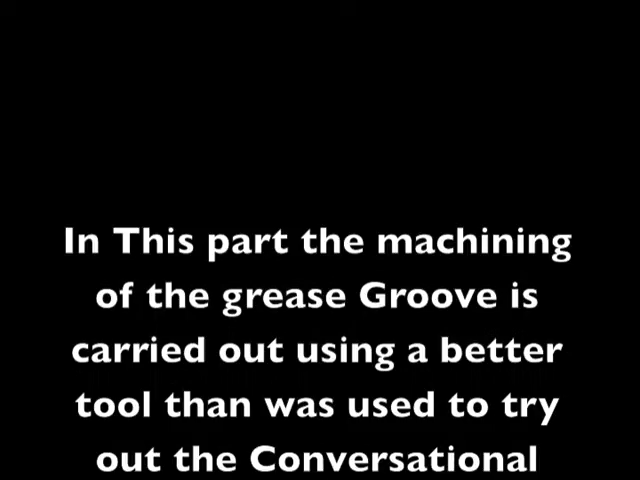 In This part the machining
of the grease Groove is
carried out using a better
tool than was used to try
out the Conversational